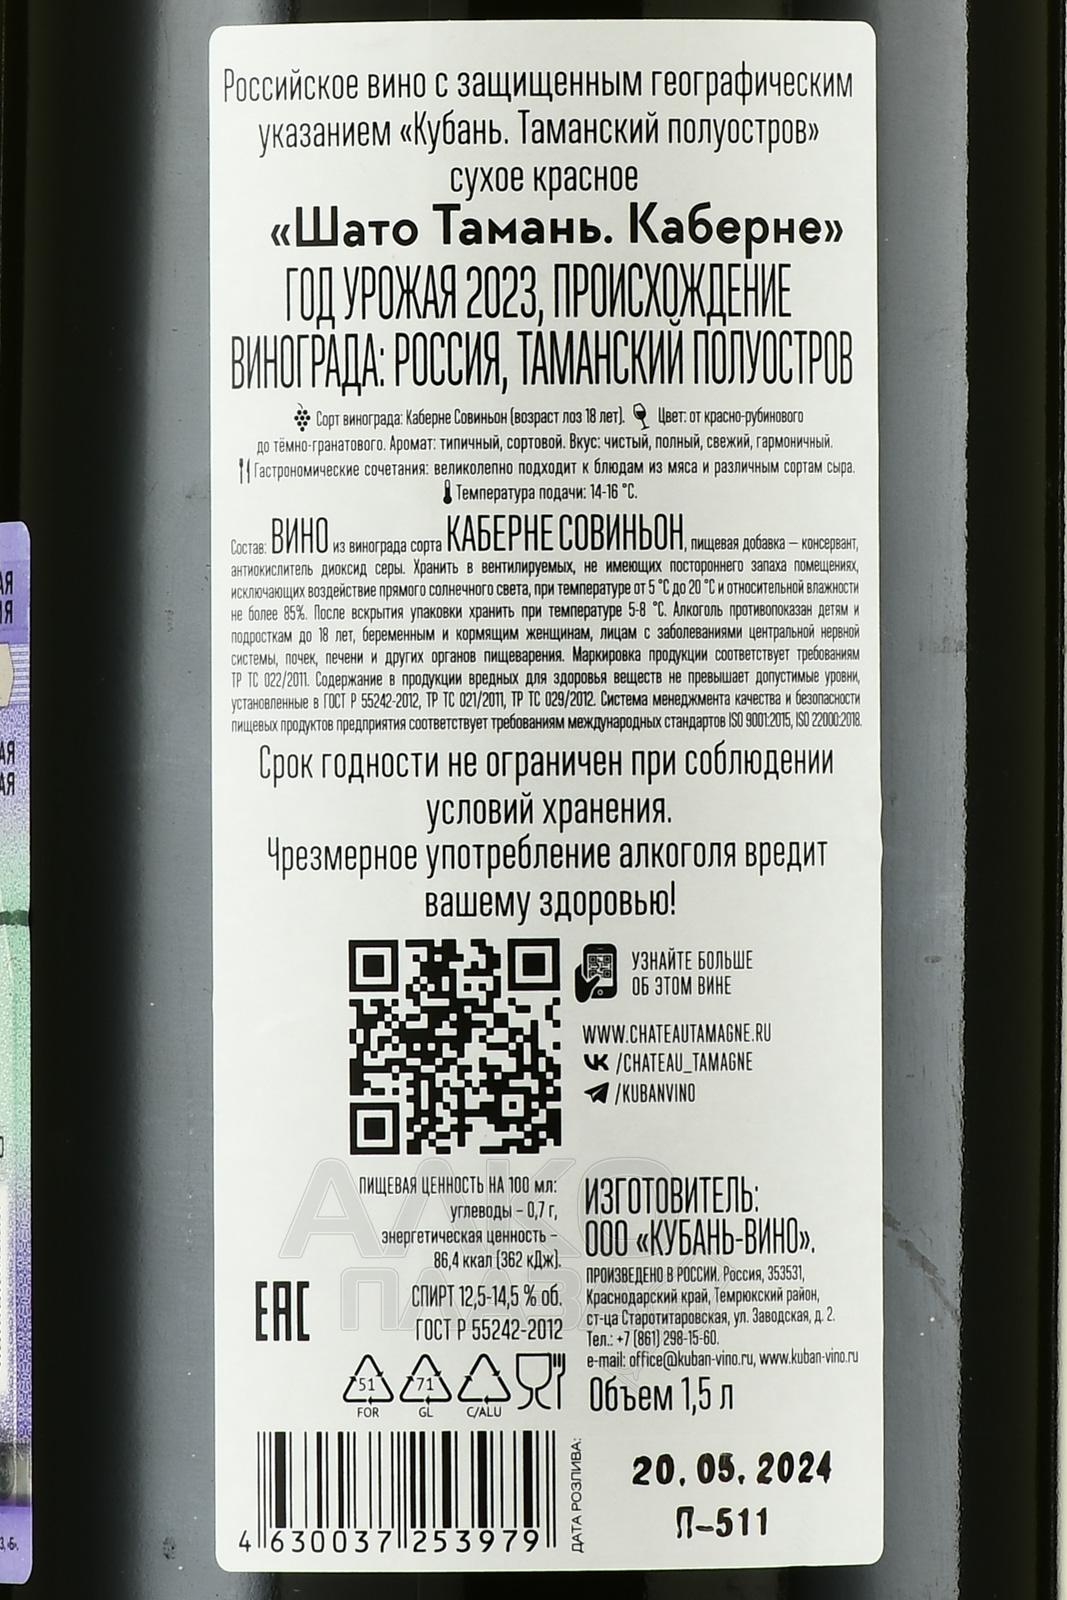 Российское вино с защищенным географическим
указанием «Кубань. Таманский полуостров»
сухое красное
«Шато Тамань. Каберне»
ГОД УРОЖАЯ 2023, ПРОИСХОЖДЕНИЕ
ВИНОГРАДА: РОССИЯ, ТАМАНСКИЙ ПОЛУОСТРОВ
Сорт винограда: Каберне Совиньон (возраст лоз 18 лет). Цвет: от красно-рубинового
до тёмно-гранатового. Аромат: типичный, сортовой. Вкус: чистый, полный, свежий, гармоничный.
Гастрономические сочетания: великолепно подходит к блюдам из мяса и различным сортам сыра.
Температура подачи: 14-16 °С.
Состав: ВИНО из винограда сорта КАБЕРНЕ СОВИНЬОН, пищевая добавка – консервант,
антиокислитель диоксид серы. Хранить в вентилируемых, не имеющих постороннего запаха помещениях,
исключающих воздействие прямого солнечного света, при температуре от 5 °С до 20 °С и относительной влажности
не более 85%. После вскрытия упаковки хранить при температуре 5-8 °С. Алкоголь противопоказан детям и
подросткам до 18 лет, беременным и кормящим женщинам, лицам с заболеваниями центральной нервной
системы, почек, печени и других органов пищеварения. Маркировка продукции соответствует требованиям
ТР ТС 022/2011. Содержание в продукции вредных для здоровья веществ не превышает допустимые уровни,
установленные в ГОСТ Р 55242-2012, ТР ТС 021/2011, ТР ТС 029/2012. Система менеджмента качества и безопасности
пищевых продуктов предприятия соответствует требованиям международных стандартов ISO 9001:2015, ISO 22000:2018.
Срок годности не ограничен при соблюдении
условий хранения.
Чрезмерное употребление алкоголя вредит
вашему здоровью!
УЗНАЙТЕ БОЛЬШЕ
ОБ ЭТОМ ВИНЕ
WWW.CHATEAUTAMAGNE.RU
/CHATEAU_TAMAGNE
/KUBANVINO
ПИЩЕВАЯ ЦЕННОСТЬ НА 100 мл:
углеводы – 0,7 г,
энергетическая ценность –
86,4 ккал (362 кДж).
СПИРТ 12,5-14,5 % об.
ГОСТ Р 55242-2012
EAC
51
FOR
71
GL
C/ALU
ИЗГОТОВИТЕЛЬ:
ООО «КУБАНЬ-ВИНО».
ПРОИЗВЕДЕНО В РОССИИ. Россия, 353531,
Краснодарский край, Темрюкский район,
ст-ца Старотитаровская, ул. Заводская, д. 2.
Тел.: +7 (861) 298-15-60.
e-mail: office@kuban-vino.ru, www.kuban-vino.ru
Объем 1,5 л
4 630037 253979
ДАТА РОЗЛИВА:
20.05.2024
П-511
АЛКО
ПЛАЗА